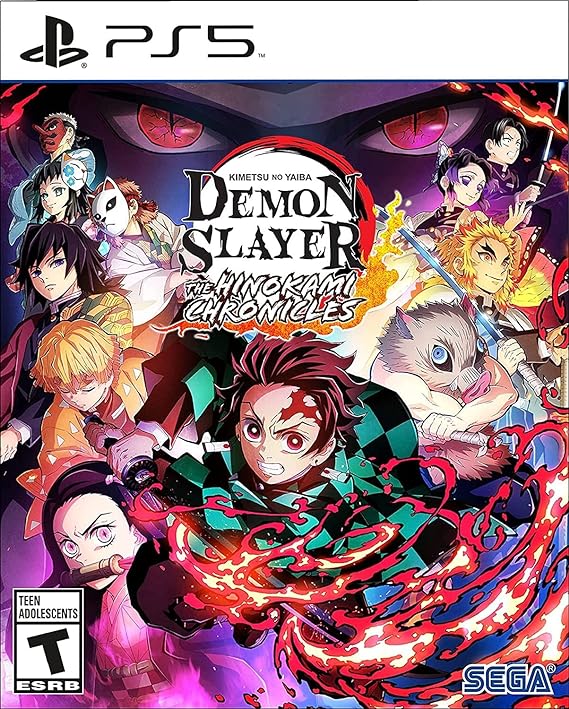 PS5
KIMETSU NO YAIBA
DEMON
SLAYER
THE HINOKAMI
CHRONICLES
TEEN
ADOLESCENTS
T
ESRB
SEGA®